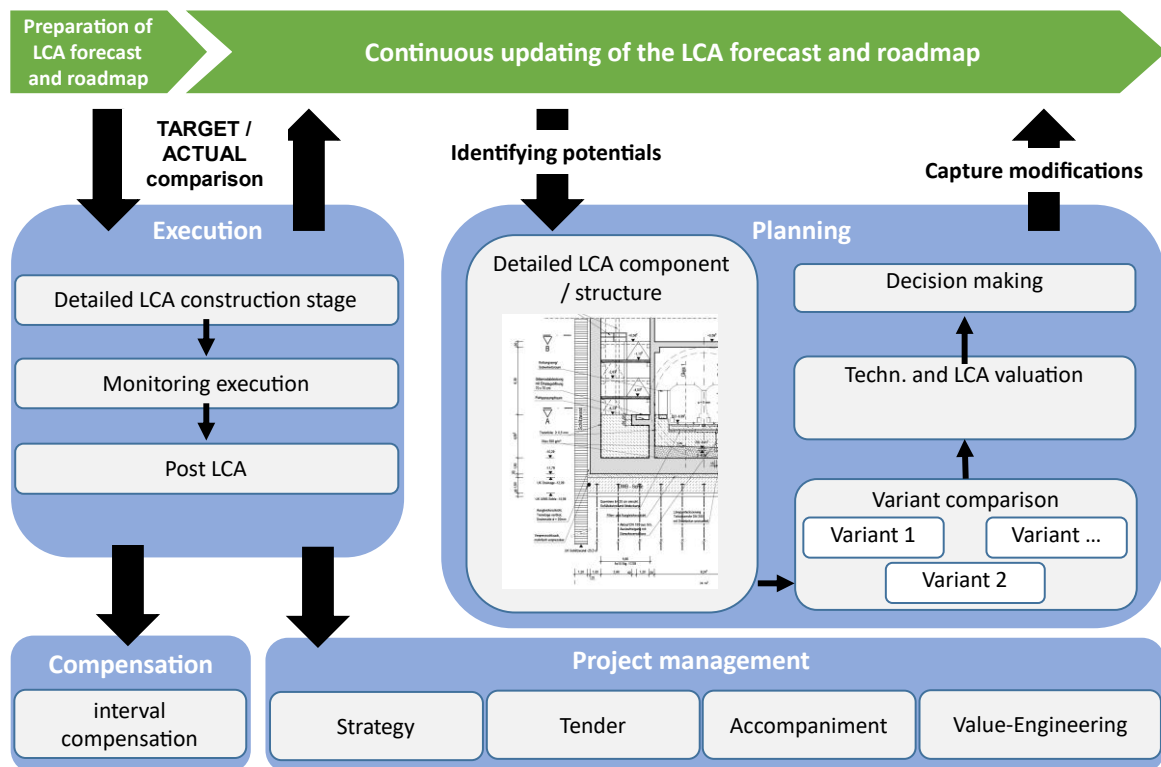 Preparation of
LCA forecast
and roadmap
Continuous updating of the LCA forecast and roadmap
TARGET /
ACTUAL
comparison
Identifying potentials
Capture modifications
Execution
Detailed LCA construction stage
Monitoring execution
Post LCA
Planning
Detailed LCA component
/ structure
B
A
Decision making
Techn. and LCA valuation
Variant comparison
Variant 1
Variant ...
Variant 2
Compensation
interval
compensation
Project management
Strategy
Tender
Accompaniment
Value-Engineering